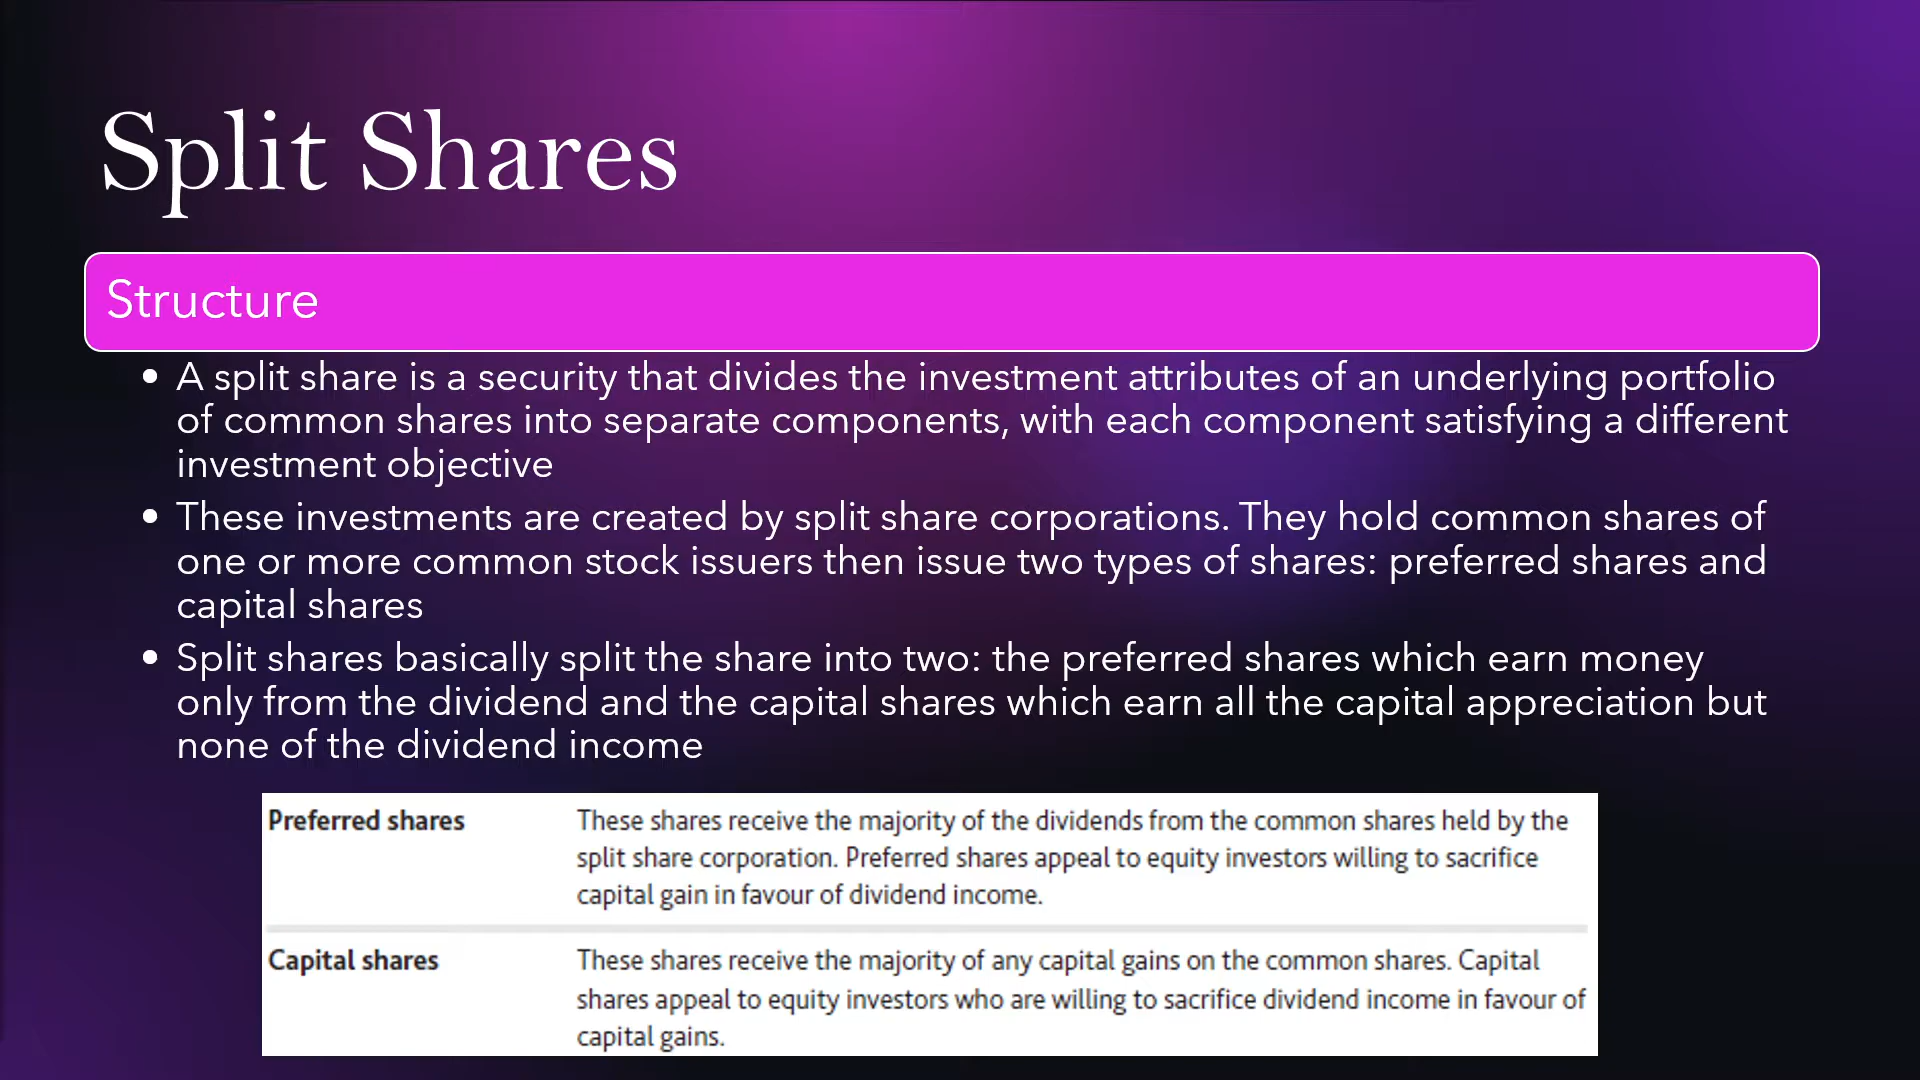 Split Shares
Structure
• A split share is a security that divides the investment attributes of an underlying portfolio
of common shares into separate components, with each component satisfying a different
investment objective
• These investments are created by split share corporations. They hold common shares of
one or more common stock issuers then issue two types of shares: preferred shares and
capital shares
• Split shares basically split the share into two: the preferred shares which earn money
only from the dividend and the capital shares which earn all the capital appreciation but
none of the dividend income
Preferred shares These shares receive the majority of the dividends from the common shares held by the
split share corporation. Preferred shares appeal to equity investors willing to sacrifice
capital gain in favour of dividend income.
Capital shares These shares receive the majority of any capital gains on the common shares. Capital
shares appeal to equity investors who are willing to sacrifice dividend income in favour of
capital gains.